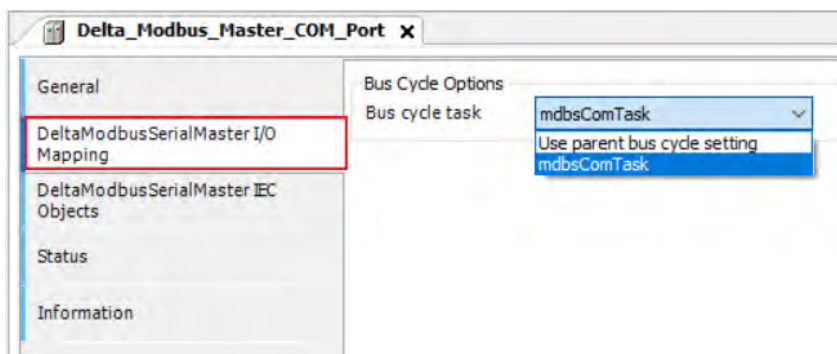 Delta_Modbus_Master_COM_Port X
General
DeltaModbusSerialMaster I/O
Mapping
DeltaModbusSerialMaster IEC
Objects
Status
Information
Bus Cycle Options
Bus cycle task
mdbsComTask
Use parent bus cycle setting
mdbsComTask